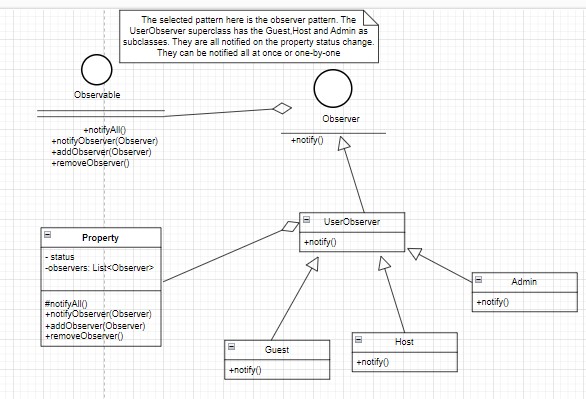 The selected pattern here is the observer pattern. The
UserObserver superclass has the Guest,Host and Admin as
subclasses. They are all notified on the property status change.
They can be notified all at once or one-by-one
Observable
+notifyAll()
+notifyObserver(Observer)
+addObserver(Observer)
+removeObserver()
Observer
+notify()
UserObserver
+notify()
Property
- status
-observers: List<Observer>
#notifyAll()
+notifyObserver(Observer)
+addObserver(Observer)
+removeObserver()
Admin
+notify()
Guest
+notify()
Host
+notify()